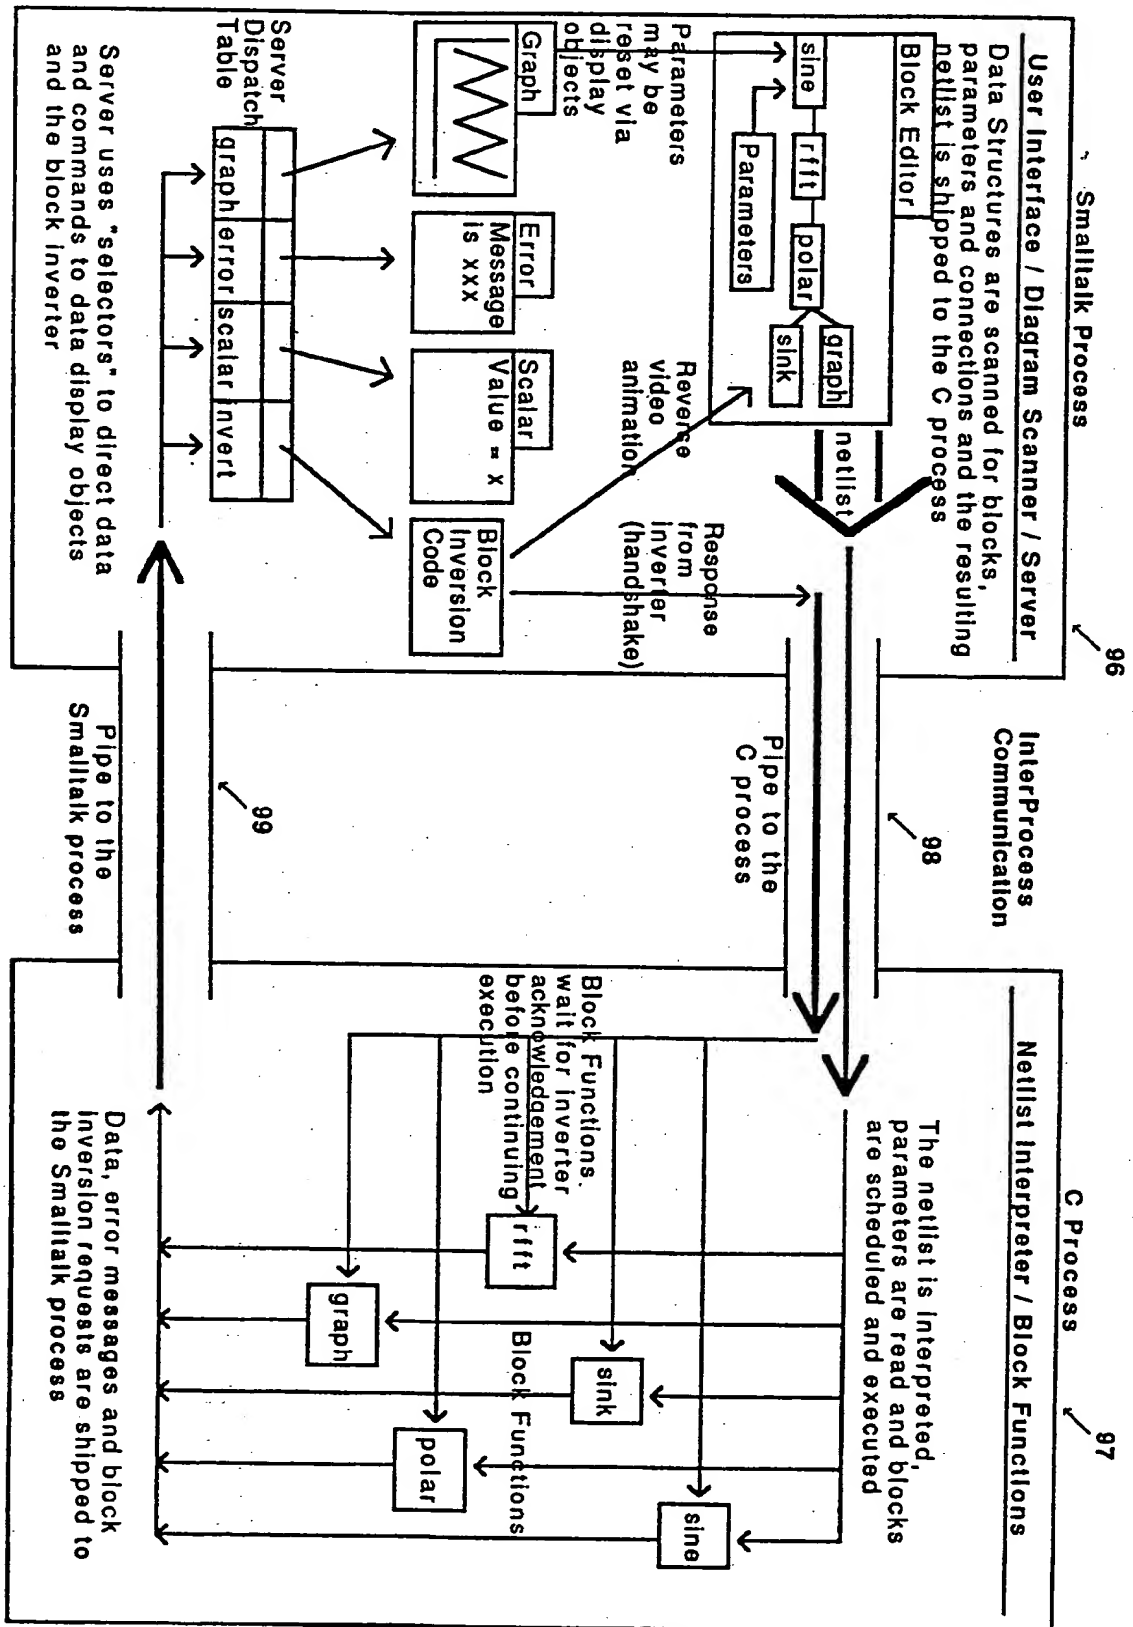 Smalltalk Process
96
User Interface / Diagram Scanner / Server
Data Structures are scanned for blocks,
parameters and connections and the resulting
netlist is shipped to the C process
Block Editor
sine
rfft
polar
graph
sink
Parameters
netlist
Parameters
may be
reset via
display
objects
Reverse
video
animation
Response
from
inverter
(handshake)
Graph
Error
Message
is xxx
Scalar
Value = x
Block
Inversion
Code
Server
Dispatch
Table
graph
error
scalar
invert
Server uses "selectors" to direct data
and commands to data display objects
and the block inverter
InterProcess
Communication
98
Pipe to the
C process
99
Pipe to the
Smalltalk process
C Process
97
Netlist Interpreter / Block Functions
The netlist is interpreted,
parameters are read and blocks
are scheduled and executed
Block Functions
wait for inverter
acknowledgement
before continuing
execution
sine
sink
rfft
Block Functions
polar
graph
Data, error messages and block
inversion requests are shipped to
the Smalltalk process